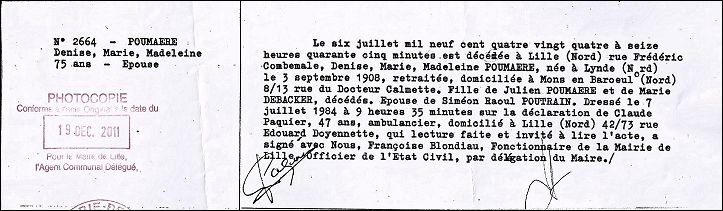 N° 2664 - POUMAERE
Denise, Marie, Madeleine
75 ans - Epouse
PHOTOCOPIE
Conforme à l'acte Original à la date du
19 DEC. 2011
Pour le Maire de Lille,
l'Agent Communal Délégué,
Le six juillet mil neuf cent quatre vingt quatre à seize
heures quarante cinq minutes est décédée à Lille (Nord) rue Frédéric
Combemale, Denise, Marie, Madeleine POUMAERE, née à Lynde (Nord)
le 3 septembre 1908, retraitée, domiciliée à Mons en Baroeul (Nord)
8/13 rue du Docteur Calmette. Fille de Julien POUMAERE et de Marie
DEBACKER, décédés. Epouse de Siméon Raoul POUTRAIN. Dressé le 7
juillet 1984 à 9 heures 35 minutes sur la déclaration de Claude
Paquier, 47 ans, ambulancier, domicilié à Lille (Nord) 42/73 rue
Edouard Doyennette, qui lecture faite et invité à lire l'acte, a
signé avec Nous, Françoise Blondiau, Fonctionnaire de la Mairie de
Lille, Officier de l'Etat Civil, par délégation du Maire./